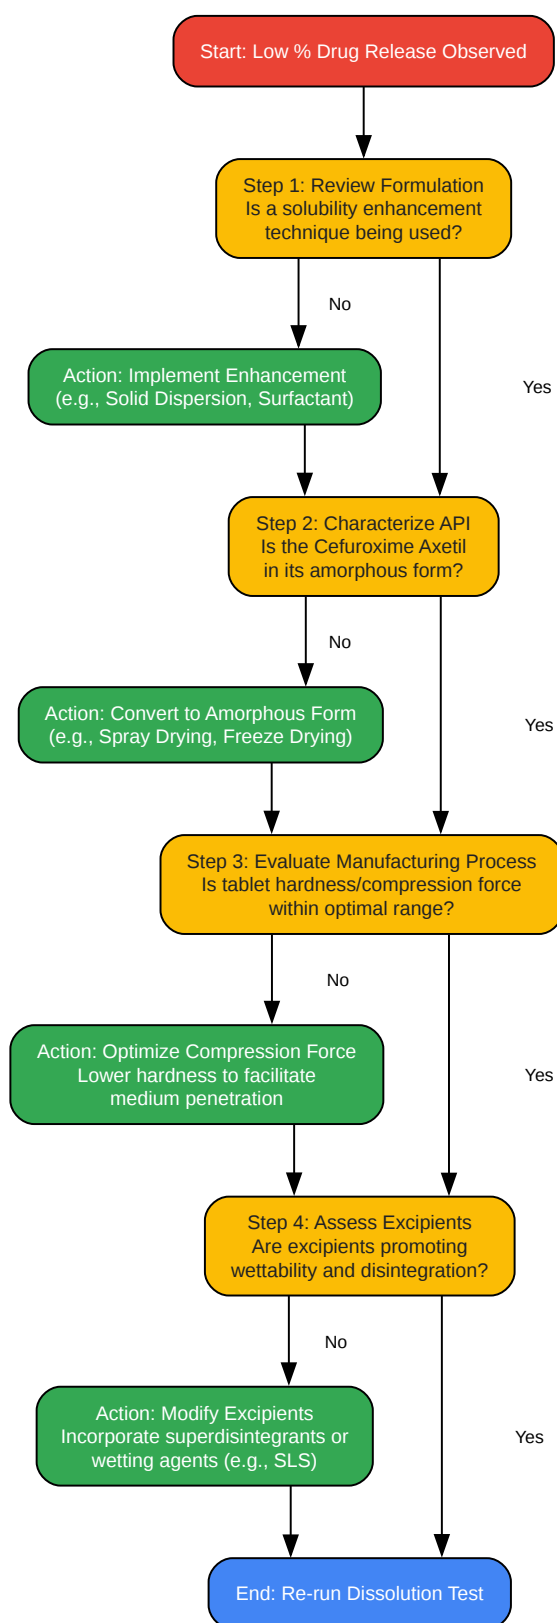 Start: Low % Drug Release Observed
Step 1: Review Formulation
Is a solubility enhancement
technique being used?
No
Action: Implement Enhancement
(e.g., Solid Dispersion, Surfactant)
Yes
Step 2: Characterize API
Is the Cefuroxime Axetil
in its amorphous form?
No
Action: Convert to Amorphous Form
(e.g., Spray Drying, Freeze Drying)
Yes
Step 3: Evaluate Manufacturing Process
Is tablet hardness/compression force
within optimal range?
No
Action: Optimize Compression Force
Lower hardness to facilitate
medium penetration
Yes
Step 4: Assess Excipients
Are excipients promoting
wettability and disintegration?
No
Action: Modify Excipients
Incorporate superdisintegrants or
wetting agents (e.g., SLS)
Yes
End: Re-run Dissolution Test